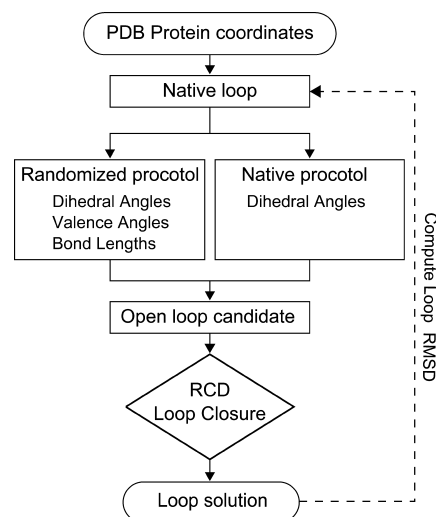 PDB Protein coordinates
Native loop
Randomized procotol
Dihedral Angles
Valence Angles
Bond Lengths
Native procotol
Dihedral Angles
Open loop candidate
RCD
Loop Closure
Loop solution
Compute Loop RMSD